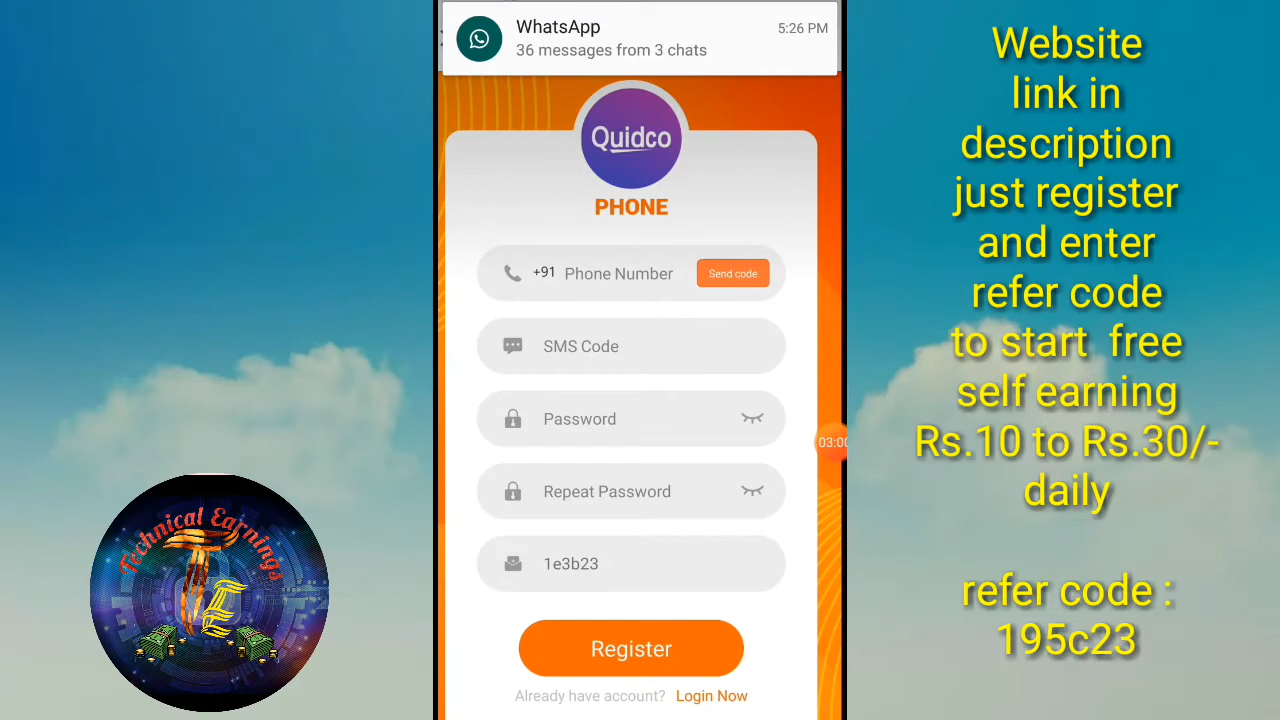 WhatsApp
5:26 PM
36 messages from 3 chats
Quidco
PHONE
+91 Phone Number
Send code
SMS Code
Password
Repeat Password
1e3b23
Register
Already have account? Login Now
03:00
Website
link in
description
just register
and enter
refer code
to start free
self earning
Rs.10 to Rs.30/-
daily
refer code :
195c23
Technical Earnings